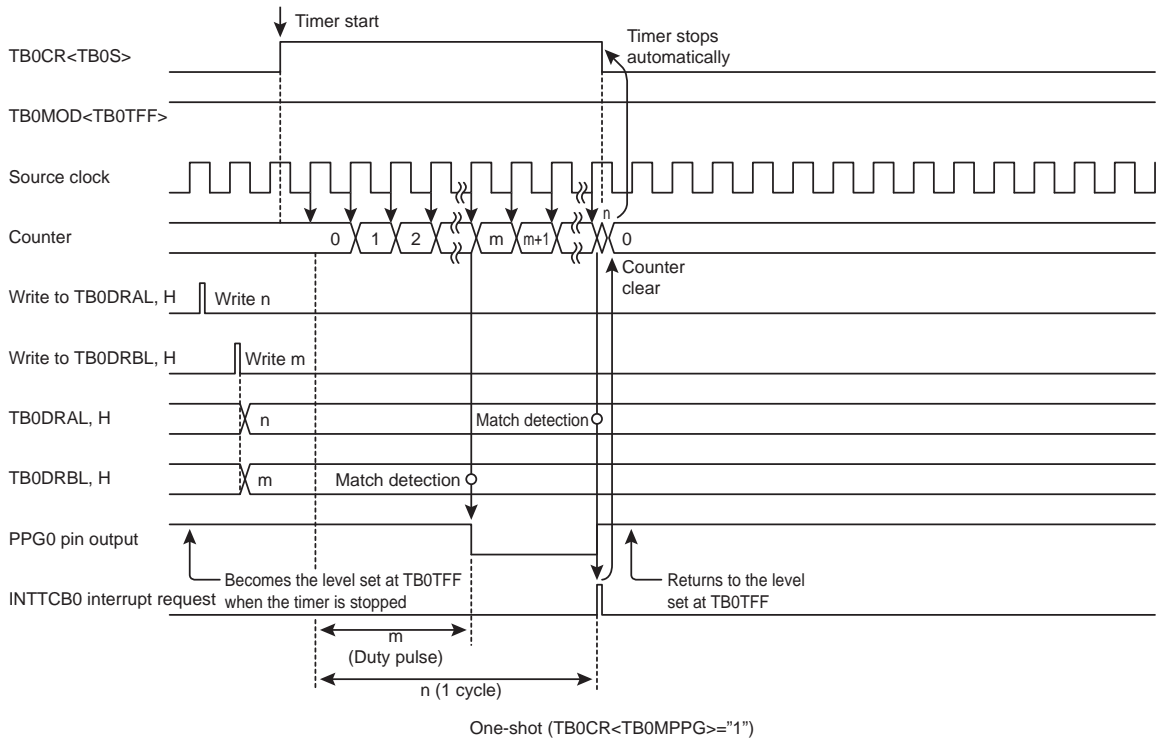 Timer start
TB0CR<TB0S>
Timer stops
automatically
TB0MOD<TB0TFF>
Source clock
n
Counter
0 1 2 m m+1 0
Counter
clear
Write to TB0DRAL, H
Write n
Write to TB0DRBL, H
Write m
TB0DRAL, H
n
Match detection
TB0DRBL, H
m
Match detection
PPG0 pin output
Becomes the level set at TB0TFF
when the timer is stopped
Returns to the level
set at TB0TFF
INTTCB0 interrupt request
m
(Duty pulse)
n (1 cycle)
One-shot (TB0CR<TB0MPPG>=”1”)